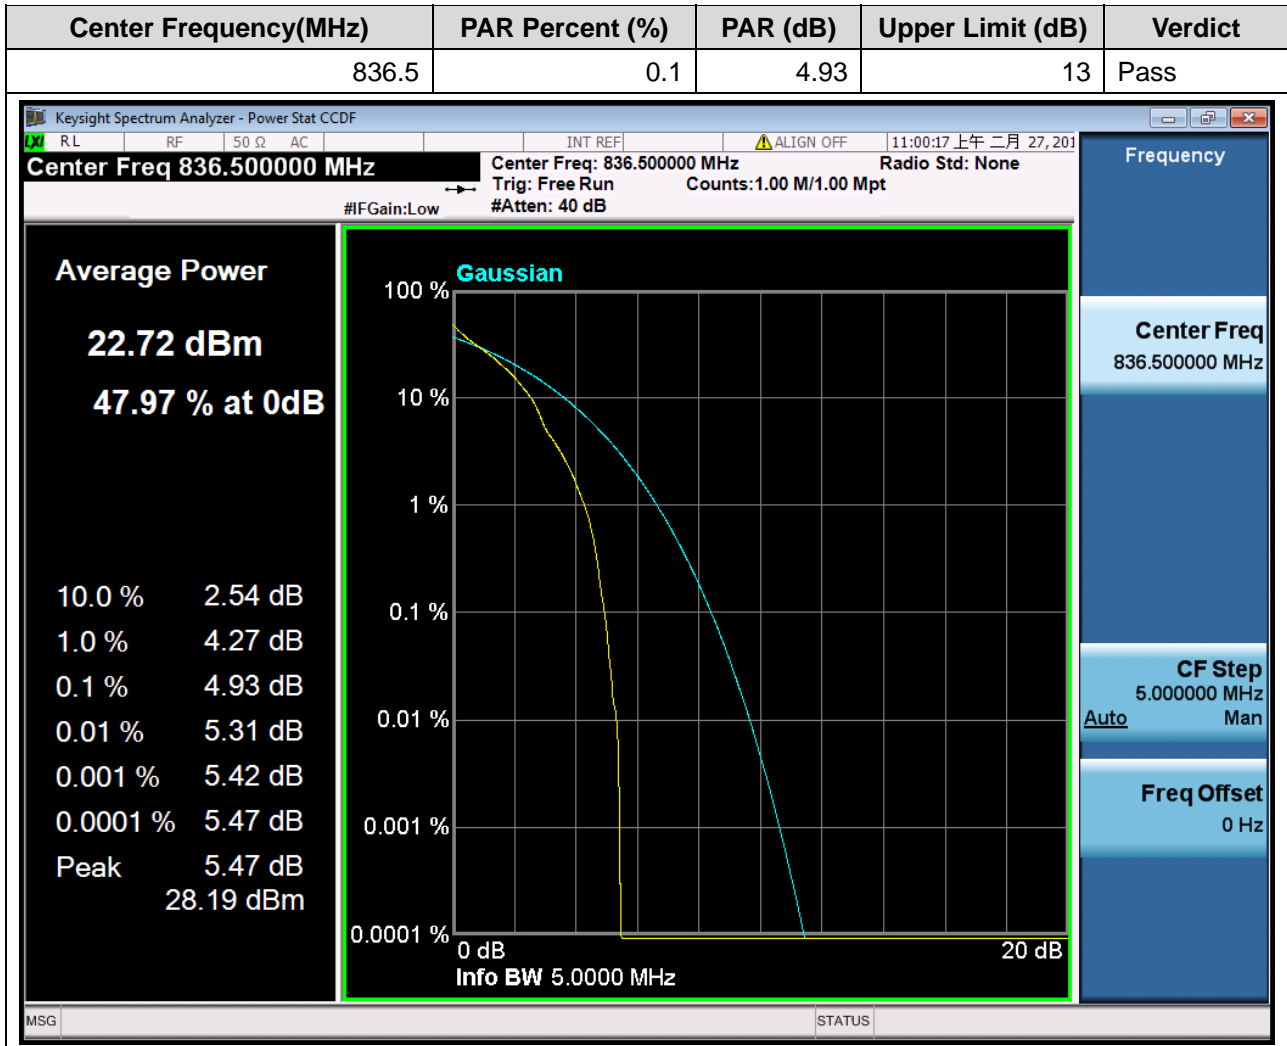 Center Frequency(MHz) PAR Percent (%) PAR (dB) Upper Limit (dB) Verdict
836.5 0.1 4.93 13 Pass
Keysight Spectrum Analyzer - Power Stat CCDF
LXI RL RF 50 Ω AC INT REF ALIGN OFF 11:00:17 上午 二月 27, 201
Center Freq 836.500000 MHz
Center Freq: 836.500000 MHz Radio Std: None
Trig: Free Run Counts:1.00 M/1.00 Mpt
#IFGain:Low #Atten: 40 dB
Average Power
22.72 dBm
47.97 % at 0dB
10.0 % 2.54 dB
1.0 % 4.27 dB
0.1 % 4.93 dB
0.01 % 5.31 dB
0.001 % 5.42 dB
0.0001 % 5.47 dB
Peak 5.47 dB
28.19 dBm
Gaussian
100 %
10 %
1 %
0.1 %
0.01 %
0.001 %
0.0001 %
0 dB 20 dB
Info BW 5.0000 MHz
Frequency
Center Freq
836.500000 MHz
CF Step
5.000000 MHz
Auto Man
Freq Offset
0 Hz
MSG STATUS